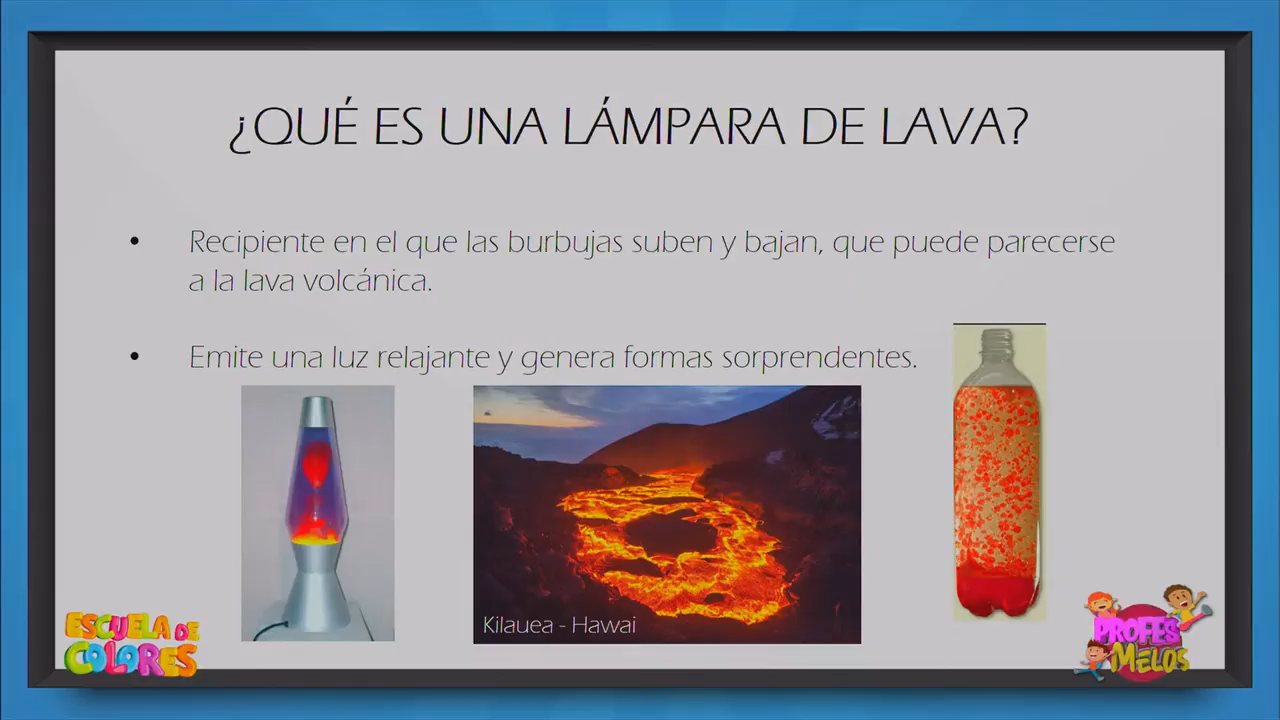 ¿QUÉ ES UNA LÁMPARA DE LAVA?
• Recipiente en el que las burbujas suben y bajan, que puede parecerse
a la lava volcánica.
• Emite una luz relajante y genera formas sorprendentes.
Kilauea - Hawai
ESCUELA DE
COLORES
PROFES
MELOS